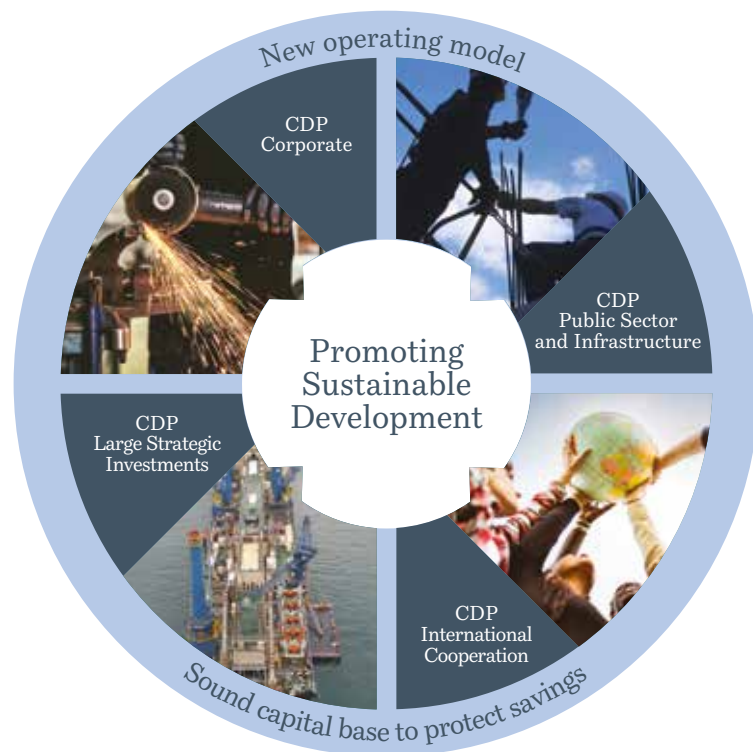 New operating model
CDP
Corporate
CDP
Public Sector
and Infrastructure
Promoting
Sustainable
Development
CDP
Large Strategic
Investments
CDP
International
Cooperation
Sound capital base to protect savings